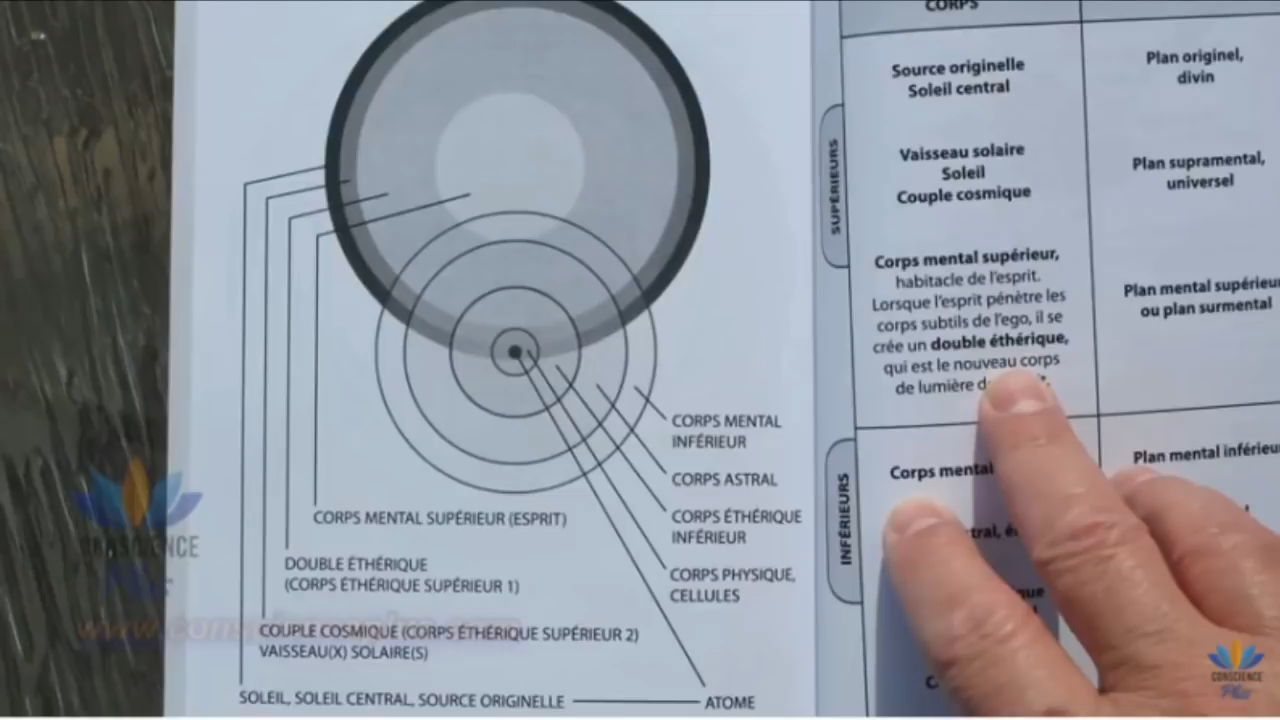 CORPS MENTAL
INFÉRIEUR
CORPS ASTRAL
CORPS ÉTHÉRIQUE
INFÉRIEUR
CORPS PHYSIQUE,
CELLULES
CORPS MENTAL SUPÉRIEUR (ESPRIT)
DOUBLE ÉTHÉRIQUE
(CORPS ÉTHÉRIQUE SUPÉRIEUR 1)
COUPLE COSMIQUE (CORPS ÉTHÉRIQUE SUPÉRIEUR 2)
VAISSEAU(X) SOLAIRE(S)
SOLEIL, SOLEIL CENTRAL, SOURCE ORIGINELLE
ATOME
CORPS
SUPÉRIEURS
Source originelle
Soleil central
Plan originel,
divin
Vaisseau solaire
Soleil
Couple cosmique
Plan supramental,
universel
Corps mental supérieur,
habitacle de l'esprit.
Lorsque l'esprit pénètre les
corps subtils de l'ego, il se
crée un double éthérique,
qui est le nouveau corps
de lumière
Plan mental supérieur
ou plan surmental
INFÉRIEURS
Corps mental
Plan mental inférieur
CONSCIENCE
Plus
CONSCIENCE
Plus